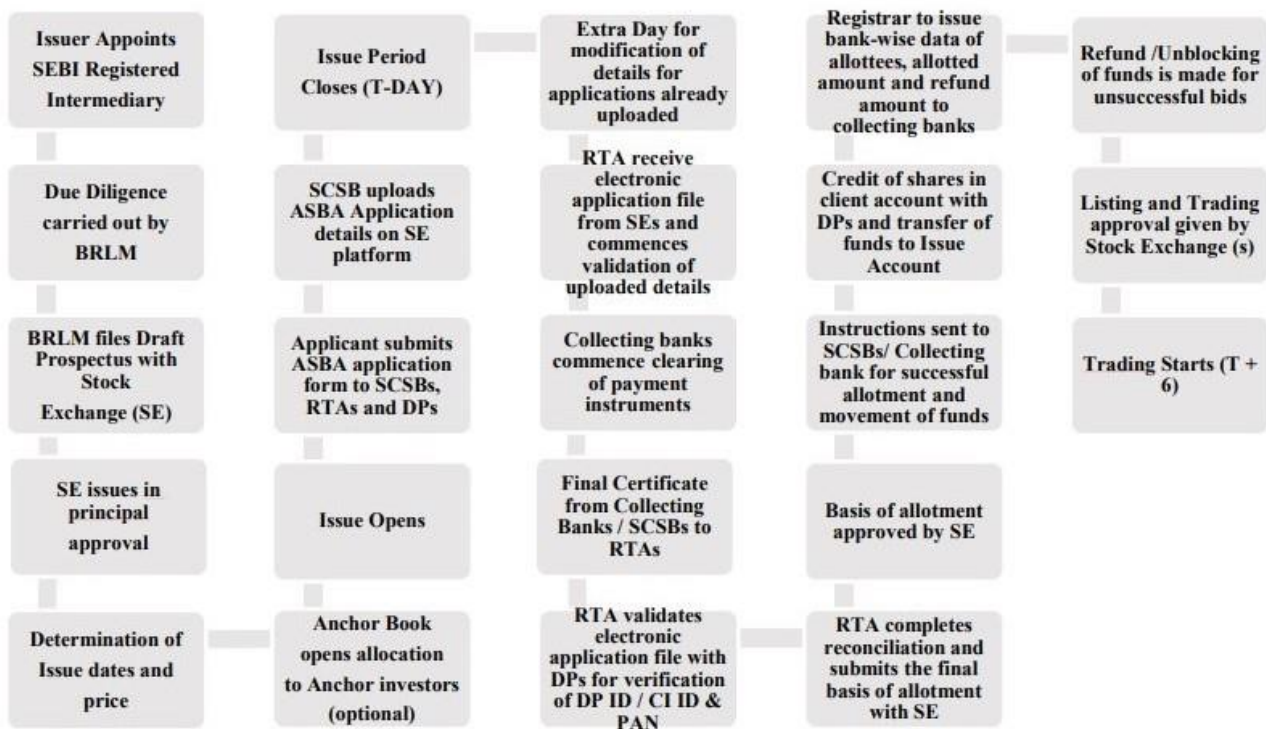 Issuer Appoints
SEBI Registered
Intermediary
Due Diligence
carried out by
BRLM
BRLM files Draft
Prospectus with
Stock
Exchange (SE)
SE issues in
principal
approval
Determination of
Issue dates and
price
Anchor Book
opens allocation
to Anchor investors
(optional)
Issue Opens
Applicant submits
ASBA application
form to SCSBs,
RTAs and DPs
SCSB uploads
ASBA Application
details on SE
platform
Issue Period
Closes (T-DAY)
Extra Day for
modification of
details for
applications already
uploaded
RTA receive
electronic
application file
from SEs and
commences
validation of
uploaded details
Collecting banks
commence clearing
of payment
instruments
Final Certificate
from Collecting
Banks / SCSBs to
RTAs
RTA validates
electronic
application file with
DPs for verification
of DP ID / CI ID &
PAN
RTA completes
reconciliation and
submits the final
basis of allotment
with SE
Basis of allotment
approved by SE
Instructions sent to
SCSBs/ Collecting
bank for successful
allotment and
movement of funds
Credit of shares in
client account with
DPs and transfer of
funds to Issue
Account
Registrar to issue
bank-wise data of
allottees, allotted
amount and refund
amount to
collecting banks
Refund /Unblocking
of funds is made for
unsuccessful bids
Listing and Trading
approval given by
Stock Exchange (s)
Trading Starts (T +
6)